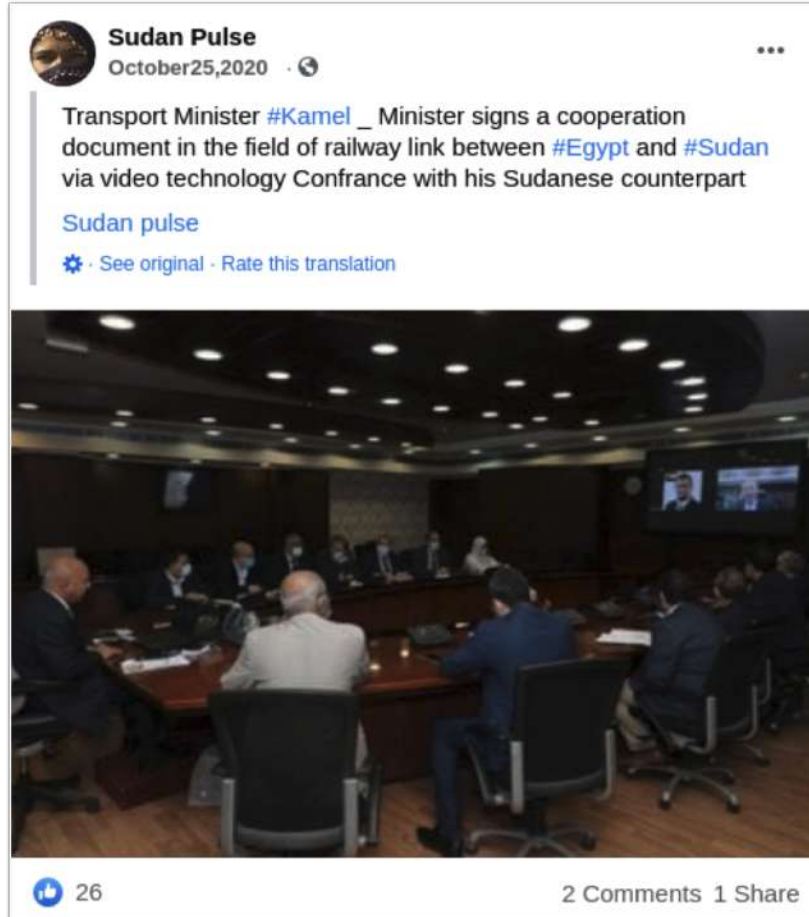 Sudan Pulse
October25,2020 ·
Transport Minister #Kamel _ Minister signs a cooperation
document in the field of railway link between #Egypt and #Sudan
via video technology Confrance with his Sudanese counterpart
Sudan pulse
· See original · Rate this translation
26
2 Comments 1 Share